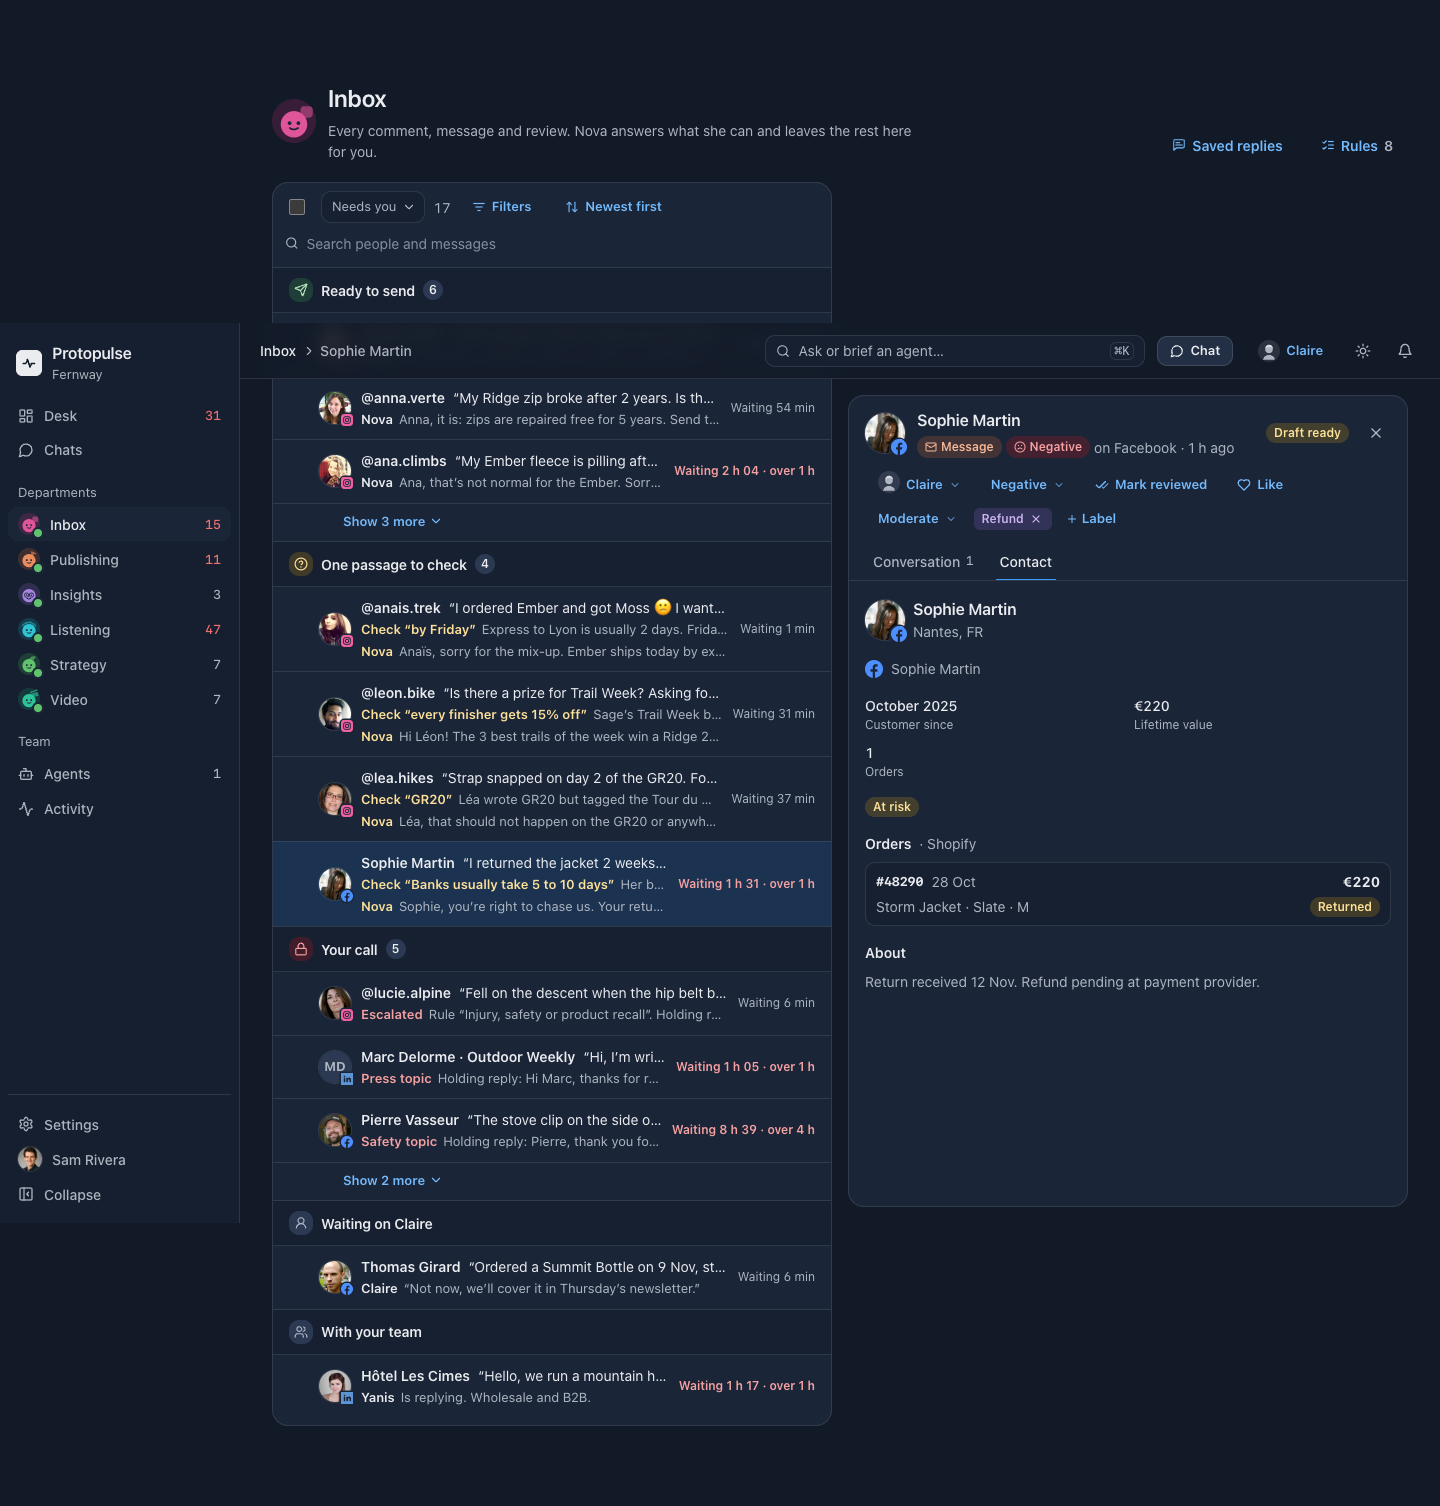 Inbox
Every comment, message and review. Nova answers what she can and leaves the rest here
for you.
Saved replies
Rules 8
Needs you
17
Filters
Newest first
Search people and messages
Ready to send 6
Protopulse
Fernway
Desk 31
Chats
Departments
Inbox 15
Publishing 11
Insights 3
Listening 47
Strategy 7
Video 7
Team
Agents 1
Activity
Settings
Sam Rivera
Collapse
Inbox > Sophie Martin
Ask or brief an agent... ⌘K
Chat
Claire
@anna.verte “My Ridge zip broke after 2 years. Is th...
Nova Anna, it is: zips are repaired free for 5 years. Send t...
Waiting 54 min
@ana.climbs “My Ember fleece is pilling aft...
Nova Ana, that’s not normal for the Ember. Sorr...
Waiting 2 h 04 · over 1 h
Show 3 more
One passage to check 4
@anais.trek “I ordered Ember and got Moss 😕 I want...
Check “by Friday” Express to Lyon is usually 2 days. Frida...
Nova Anaïs, sorry for the mix-up. Ember ships today by ex...
Waiting 1 min
@leon.bike “Is there a prize for Trail Week? Asking fo...
Check “every finisher gets 15% off” Sage’s Trail Week b...
Nova Hi Léon! The 3 best trails of the week win a Ridge 2...
Waiting 31 min
@lea.hikes “Strap snapped on day 2 of the GR20. Fo...
Check “GR20” Léa wrote GR20 but tagged the Tour du ...
Nova Léa, that should not happen on the GR20 or anywh...
Waiting 37 min
Sophie Martin “I returned the jacket 2 weeks...
Check “Banks usually take 5 to 10 days” Her b...
Nova Sophie, you’re right to chase us. Your retu...
Waiting 1 h 31 · over 1 h
Your call 5
@lucie.alpine “Fell on the descent when the hip belt b...
Escalated Rule “Injury, safety or product recall”. Holding r...
Waiting 6 min
MD
Marc Delorme · Outdoor Weekly “Hi, I’m wri...
Press topic Holding reply: Hi Marc, thanks for r...
Waiting 1 h 05 · over 1 h
Pierre Vasseur “The stove clip on the side o...
Safety topic Holding reply: Pierre, thank you fo...
Waiting 8 h 39 · over 4 h
Show 2 more
Waiting on Claire
Thomas Girard “Ordered a Summit Bottle on 9 Nov, st...
Claire “Not now, we’ll cover it in Thursday’s newsletter.”
Waiting 6 min
With your team
Hôtel Les Cimes “Hello, we run a mountain h...
Yanis Is replying. Wholesale and B2B.
Waiting 1 h 17 · over 1 h
Sophie Martin
Message Negative on Facebook · 1 h ago
Draft ready
Claire
Negative
Mark reviewed
Like
Moderate
Refund
+ Label
Conversation 1
Contact
Sophie Martin
Nantes, FR
Sophie Martin
October 2025
Customer since
€220
Lifetime value
1
Orders
At risk
Orders · Shopify
#48290 28 Oct €220
Storm Jacket · Slate · M Returned
About
Return received 12 Nov. Refund pending at payment provider.